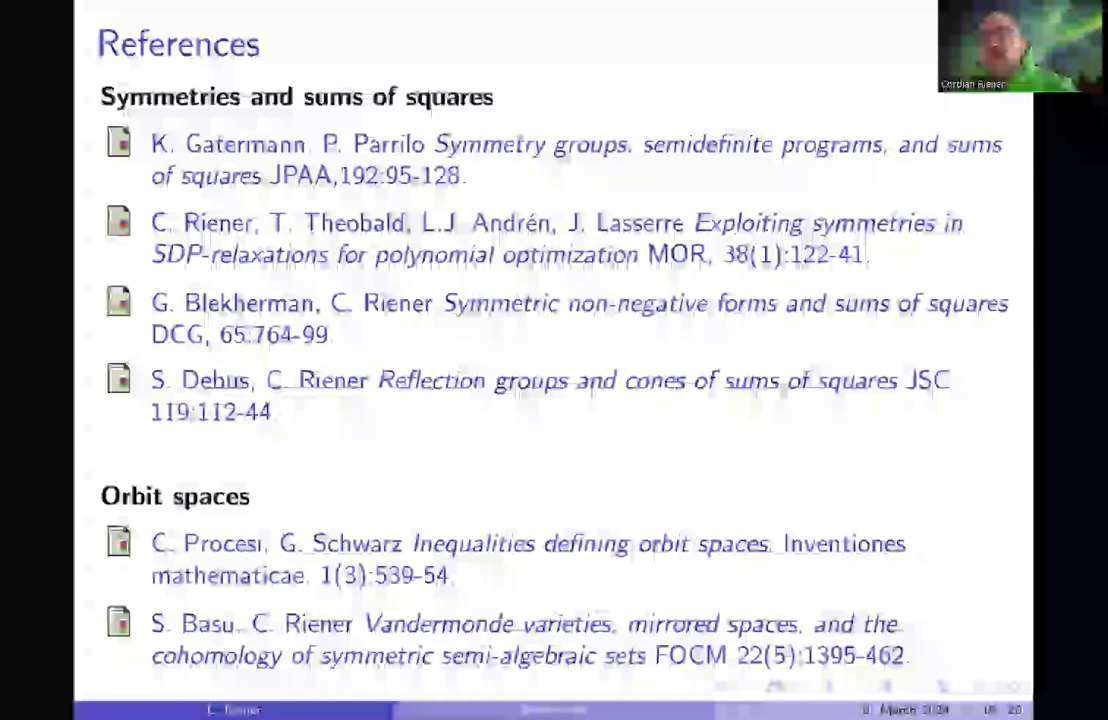 References
Cordian Riener
Symmetries and sums of squares
K. Gatermann, P. Parrilo Symmetry groups, semidefinite programs, and sums
of squares JPAA,192:95-128.
C. Riener, T. Theobald, L.J. Andrén, J. Lasserre Exploiting symmetries in
SDP-relaxations for polynomial optimization MOR, 38(1):122-41.
G. Blekherman, C. Riener Symmetric non-negative forms and sums of squares
DCG, 65:764-99.
S. Debus, C. Riener Reflection groups and cones of sums of squares JSC
119:112-44.
Orbit spaces
C. Procesi, G. Schwarz Inequalities defining orbit spaces. Inventiones
mathematicae. 1(3):539-54.
S. Basu, C. Riener Vandermonde varieties, mirrored spaces, and the
cohomology of symmetric semi-algebraic sets FOCM 22(5):1395-462.
C. Riener
March 2024